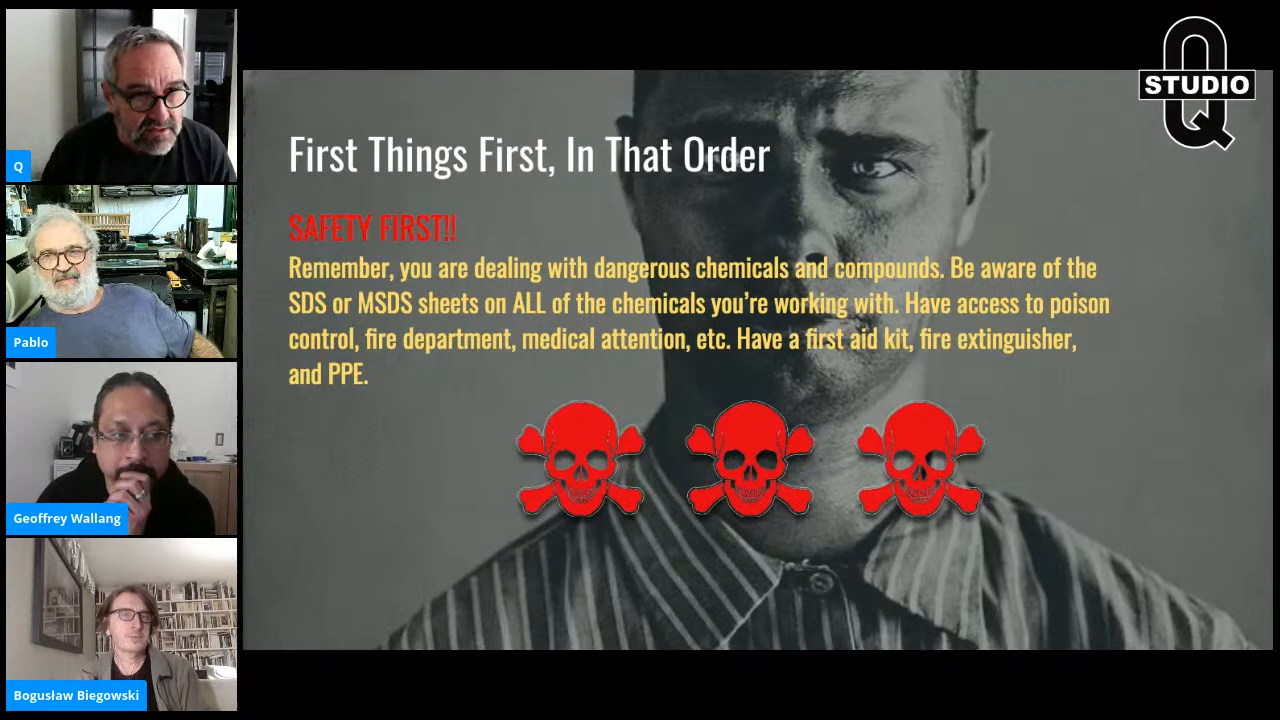 Q
Pablo
Geoffrey Wallang
Bogusław Biegowski
First Things First, In That Order
SAFETY FIRST!!
Remember, you are dealing with dangerous chemicals and compounds. Be aware of the
SDS or MSDS sheets on ALL of the chemicals you’re working with. Have access to poison
control, fire department, medical attention, etc. Have a first aid kit, fire extinguisher,
and PPE.
STUDIO
Q